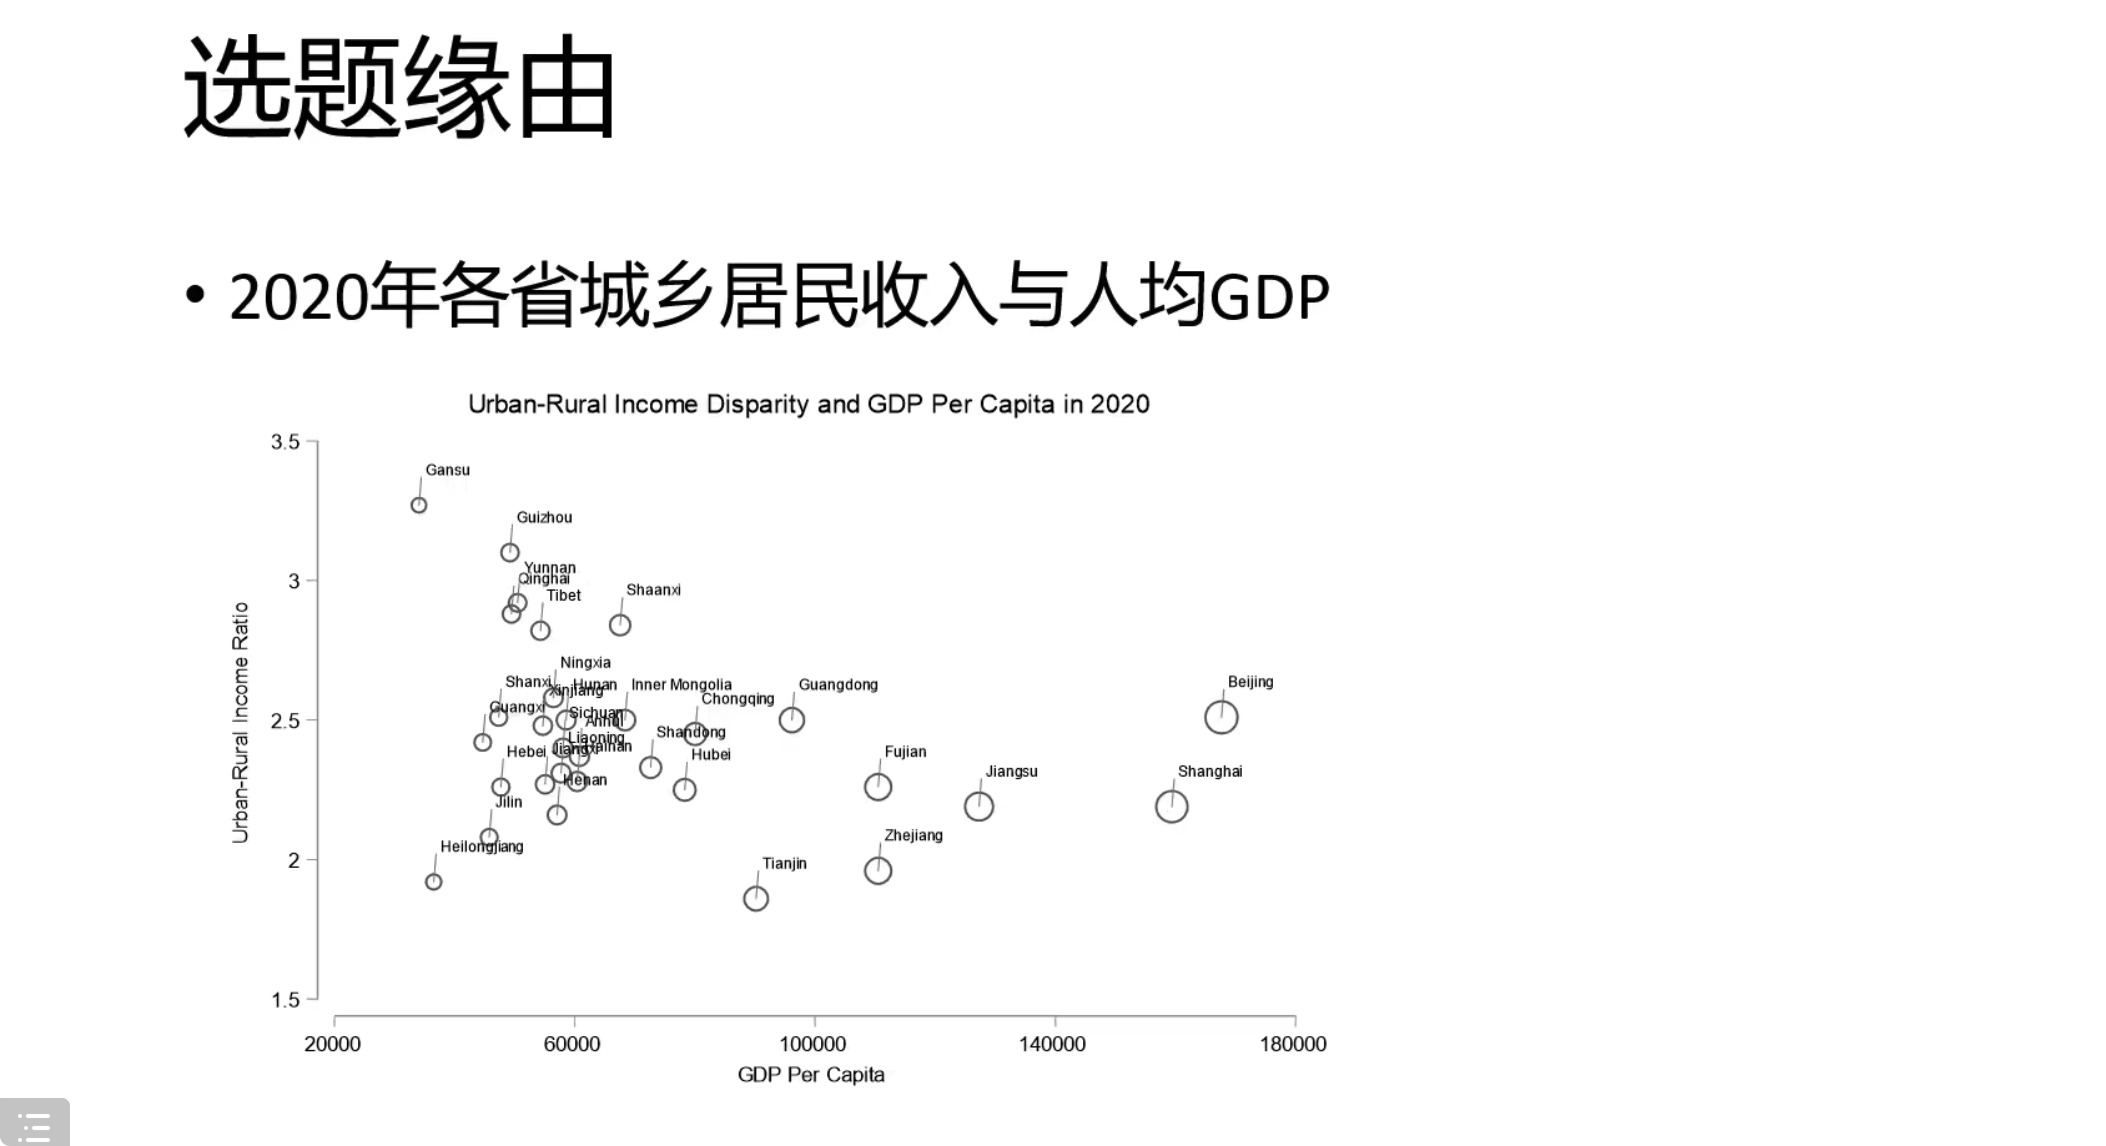 选题缘由
• 2020年各省城乡居民收入与人均GDP
Urban-Rural Income Disparity and GDP Per Capita in 2020
3.5
Gansu
Guizhou
3
Yunnan
Qinghai
Tibet
Shaanxi
Ningxia
Shanxi
Hunan
Xinjiang
Inner Mongolia
Chongqing
Guangdong
Beijing
2.5
Guangxi
Sichuan
Anhui
Liaoning
Shandong
Hebei
Jiangxi
Hainan
Hubei
Fujian
Jiangsu
Shanghai
Henan
Jilin
Zhejiang
2
Heilongjiang
Tianjin
1.5
Urban-Rural Income Ratio
20000
60000
100000
140000
180000
GDP Per Capita